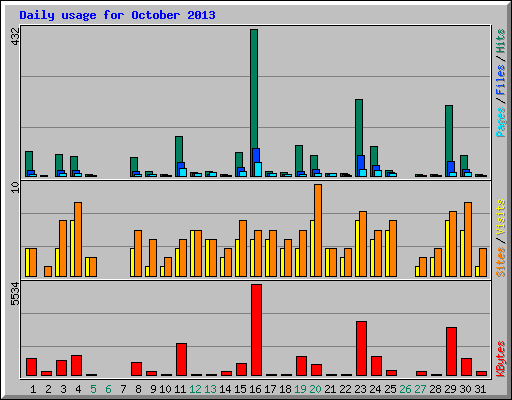 Daily usage for October 2013
432
Pages / Files / Hits
10
Sites / Visits
5534
KBytes
1 2 3 4 5 6 7 8 9 10 11 12 13 14 15 16 17 18 19 20 21 22 23 24 25 26 27 28 29 30 31